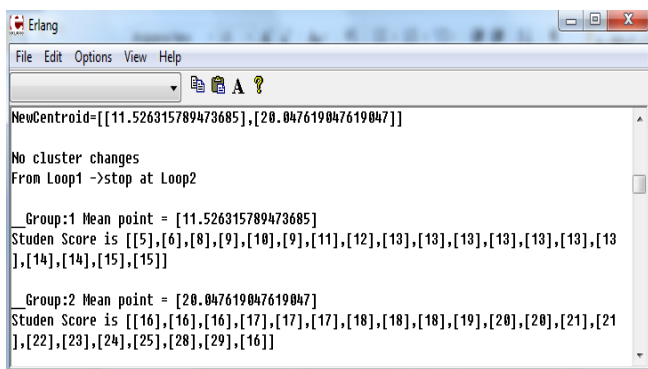 Erlang
File Edit Options View Help
NewCentroid=[[11.526315789473685],[20.047619047619047]]
No cluster changes
From Loop1 ->stop at Loop2
__Group:1 Mean point = [11.526315789473685]
Studen Score is [[5],[6],[8],[9],[10],[9],[11],[12],[13],[13],[13],[13],[13],[13],[13
],[14],[14],[15],[15]]
__Group:2 Mean point = [20.047619047619047]
Studen Score is [[16],[16],[16],[17],[17],[17],[18],[18],[18],[19],[20],[20],[21],[21
],[22],[23],[24],[25],[28],[29],[16]]